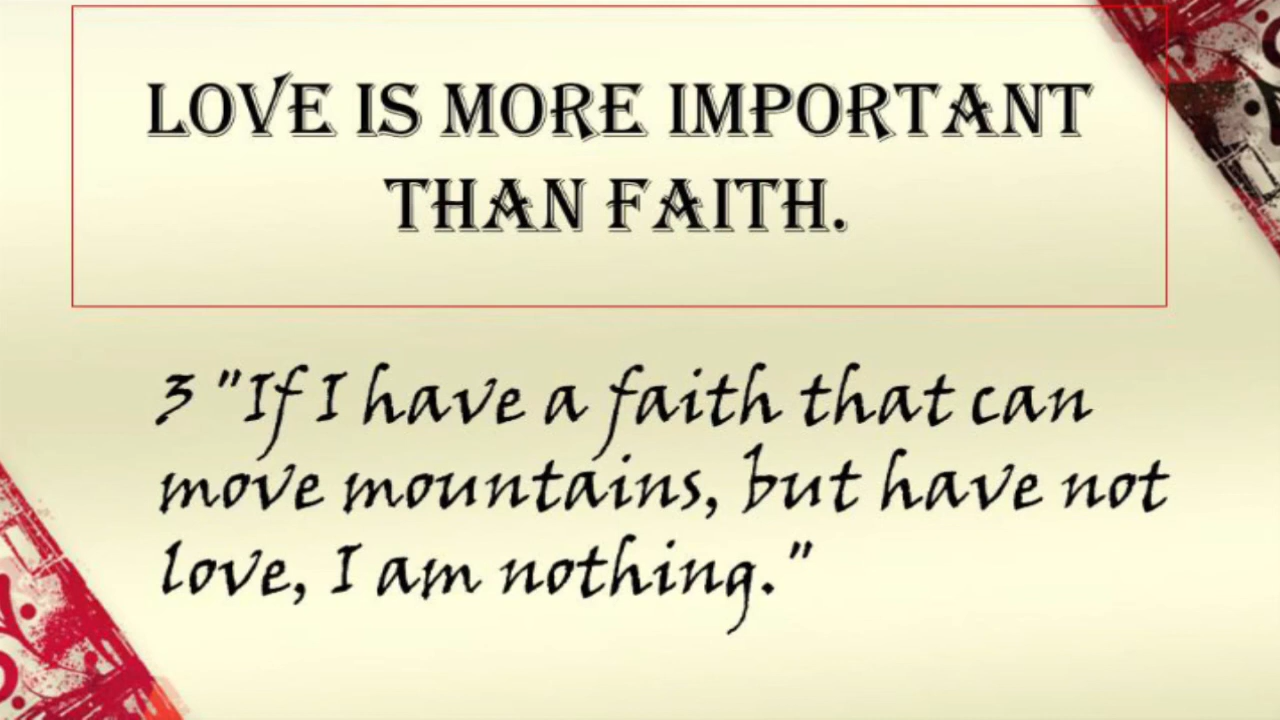 LOVE IS MORE IMPORTANT
THAN FAITH.
3 "If I have a faith that can
move mountains, but have not
love, I am nothing."